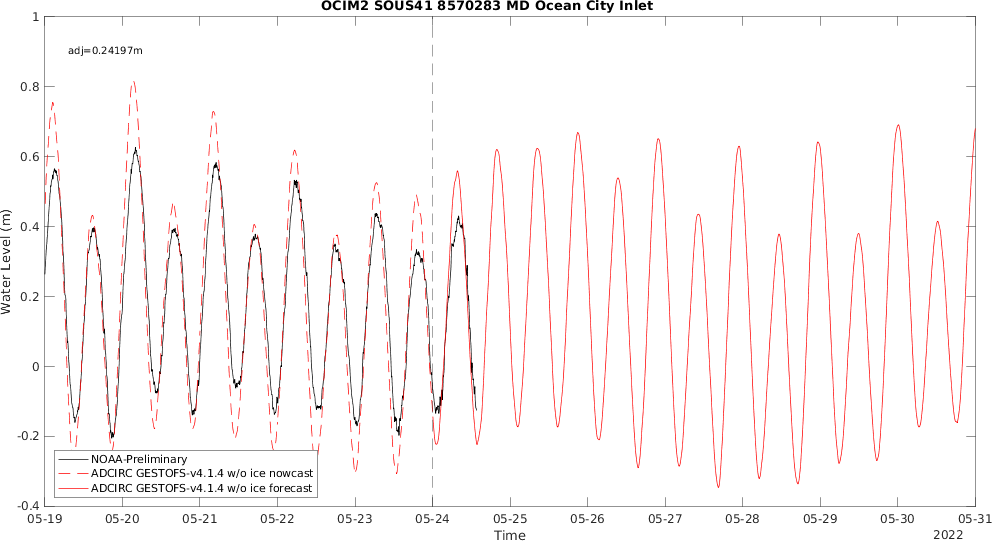 OCIM2 SOUS41 8570283 MD Ocean City Inlet
adj=0.24197m
Water Level (m)
1
0.8
0.6
0.4
0.2
0
-0.2
-0.4
NOAA-Preliminary
ADCIRC GESTOFS-v4.1.4 w/o ice nowcast
ADCIRC GESTOFS-v4.1.4 w/o ice forecast
05-19 05-20 05-21 05-22 05-23 05-24 05-25 05-26 05-27 05-28 05-29 05-30 05-31
Time
2022